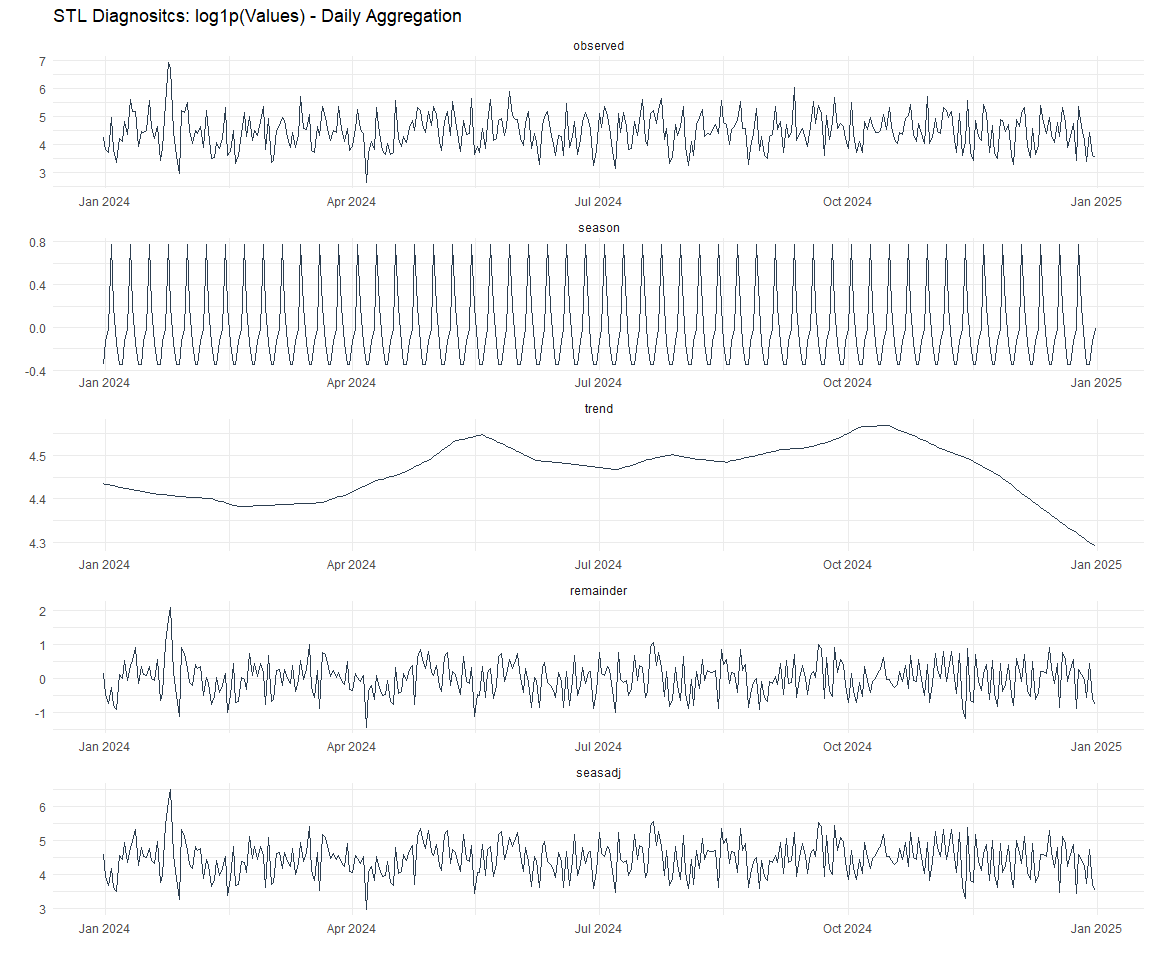 STL Diagnositcs: log1p(Values) - Daily Aggregation
observed
7
6
5
4
3
Jan 2024 Apr 2024 Jul 2024 Oct 2024 Jan 2025
season
0.8
0.4
0.0
-0.4
Jan 2024 Apr 2024 Jul 2024 Oct 2024 Jan 2025
trend
4.5
4.4
4.3
Jan 2024 Apr 2024 Jul 2024 Oct 2024 Jan 2025
remainder
2
1
0
-1
Jan 2024 Apr 2024 Jul 2024 Oct 2024 Jan 2025
seasadj
6
5
4
3
Jan 2024 Apr 2024 Jul 2024 Oct 2024 Jan 2025